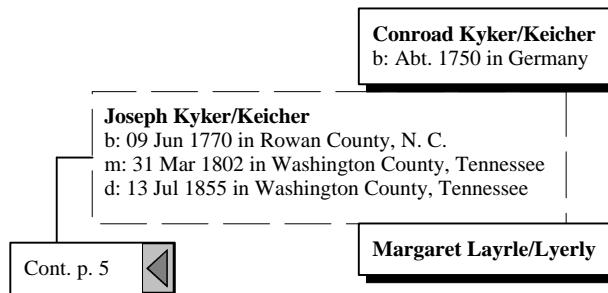 Conroad Kyker/Keicher
b: Abt. 1750 in Germany
Joseph Kyker/Keicher
b: 09 Jun 1770 in Rowan County, N. C.
m: 31 Mar 1802 in Washington County, Tennessee
d: 13 Jul 1855 in Washington County, Tennessee
Margaret Layrle/Lyerly
Cont. p. 5